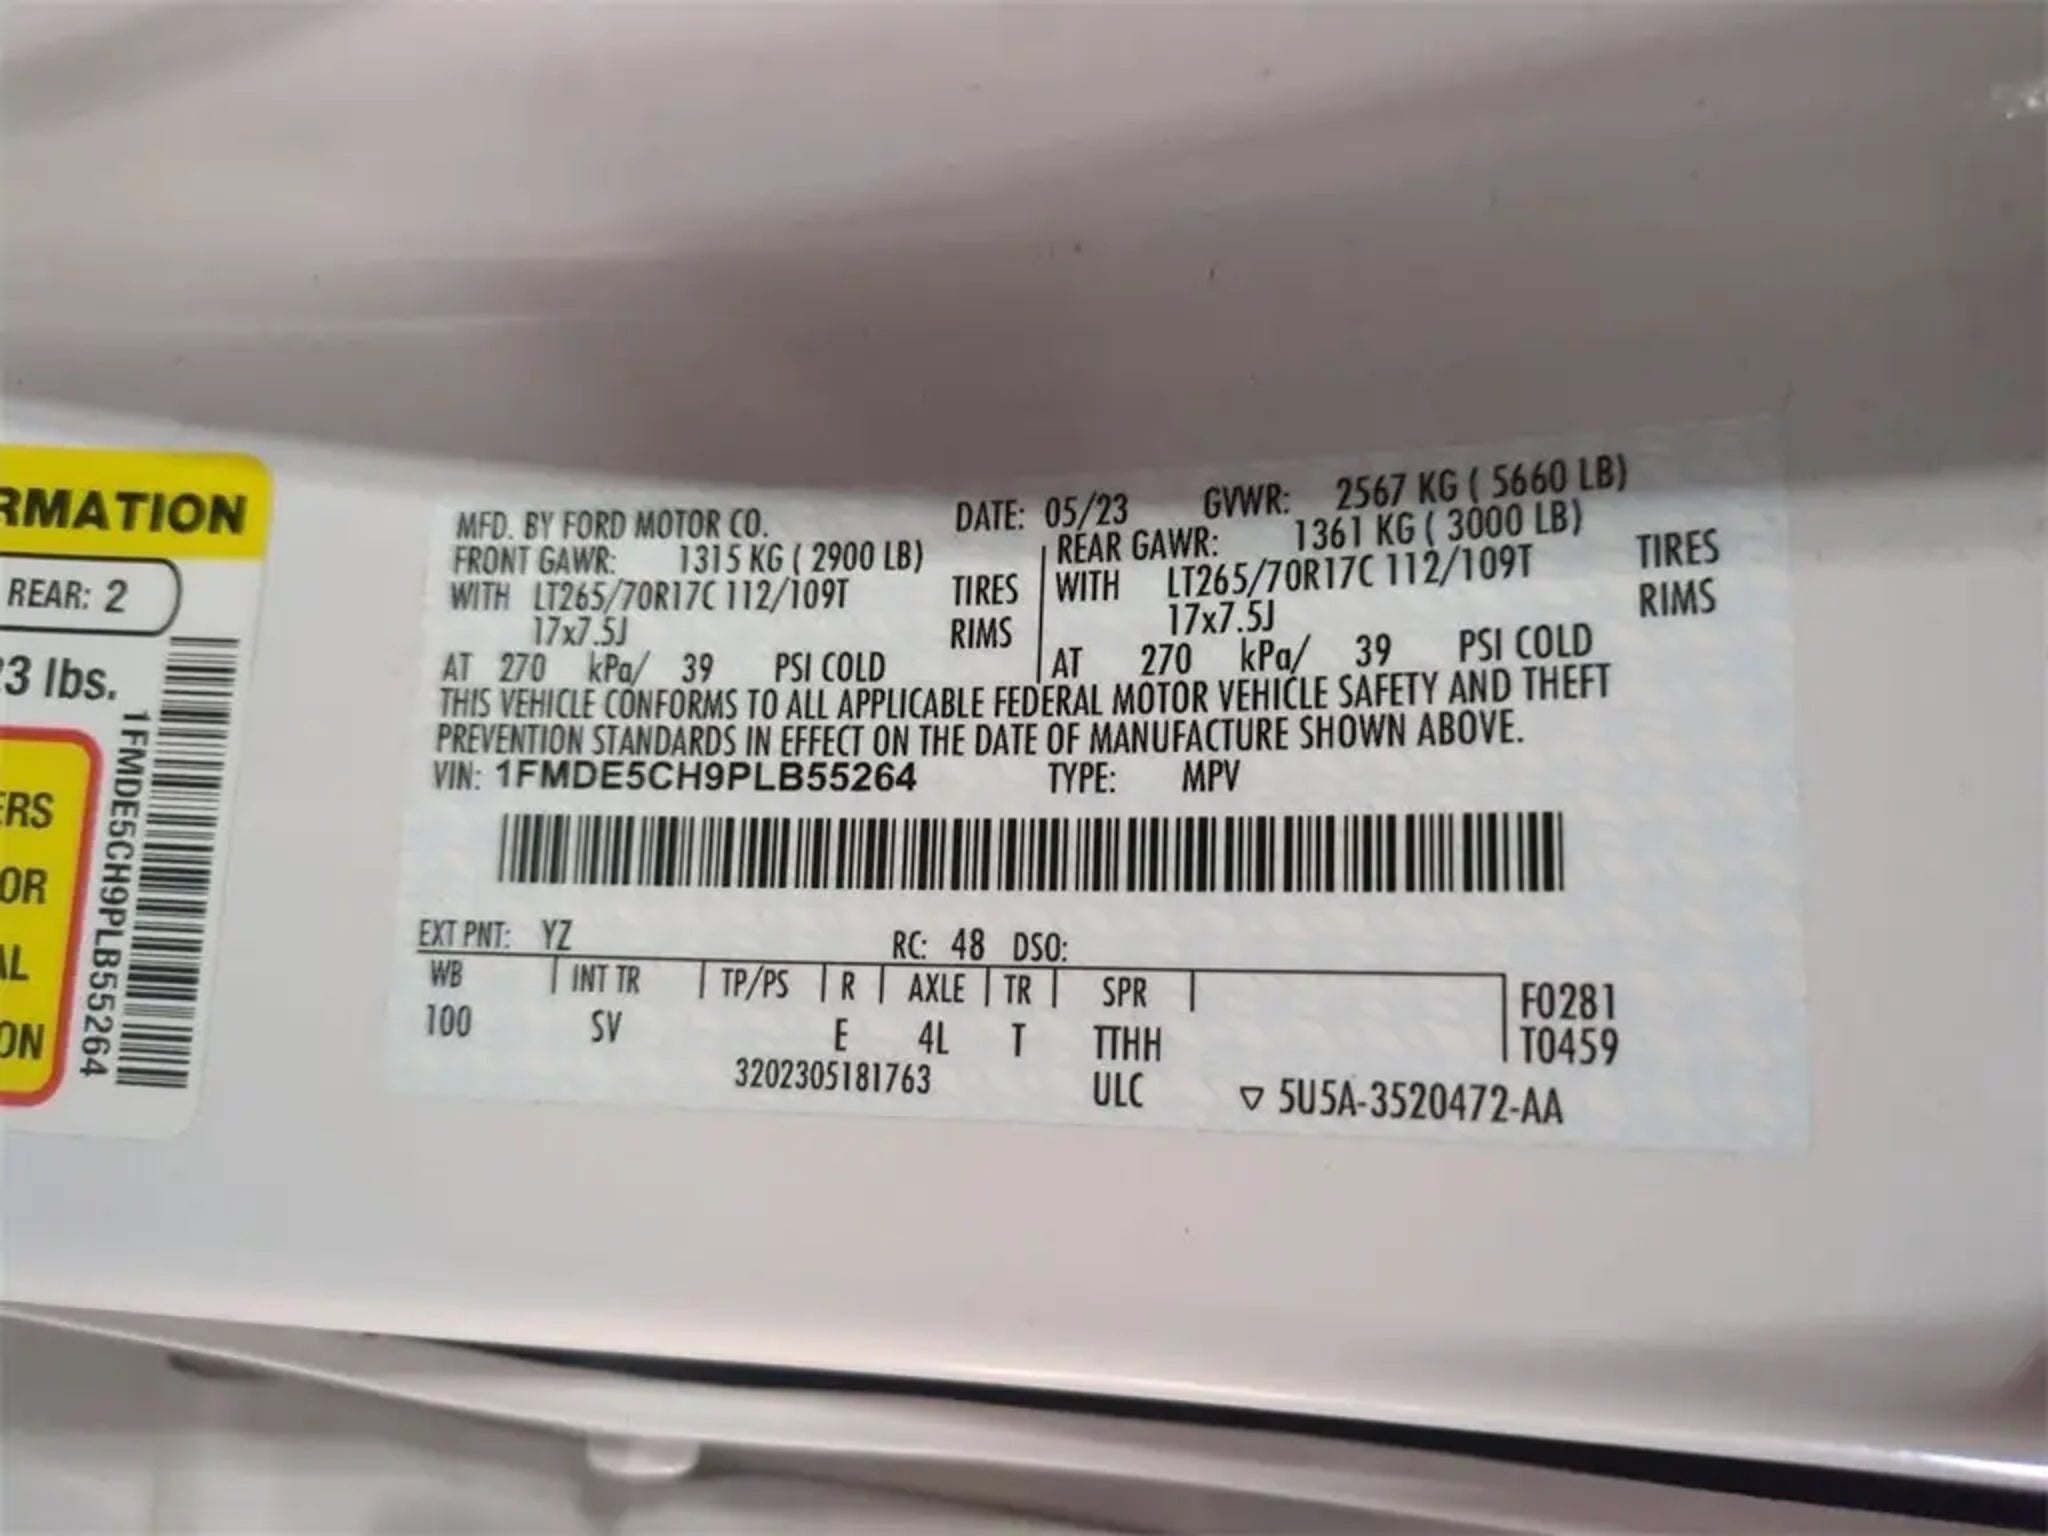 RMATION
REAR: 2
3 lbs.
ERS
OR
AL
ON
1FMDE5CH9PLB55264
MFD. BY FORD MOTOR CO. DATE: 05/23 GVWR: 2567 KG ( 5660 LB)
FRONT GAWR: 1315 KG ( 2900 LB) REAR GAWR: 1361 KG ( 3000 LB)
WITH LT265/70R17C 112/109T TIRES WITH LT265/70R17C 112/109T TIRES
17x7.5J RIMS 17x7.5J RIMS
AT 270 kPa/ 39 PSI COLD AT 270 kPa/ 39 PSI COLD
THIS VEHICLE CONFORMS TO ALL APPLICABLE FEDERAL MOTOR VEHICLE SAFETY AND THEFT
PREVENTION STANDARDS IN EFFECT ON THE DATE OF MANUFACTURE SHOWN ABOVE.
VIN: 1FMDE5CH9PLB55264 TYPE: MPV
EXT PNT: YZ RC: 48 DSO:
WB INT TR TP/PS R AXLE TR SPR F0281
100 SV E 4L T TTHH T0459
3202305181763 ULC ▽ 5U5A-3520472-AA